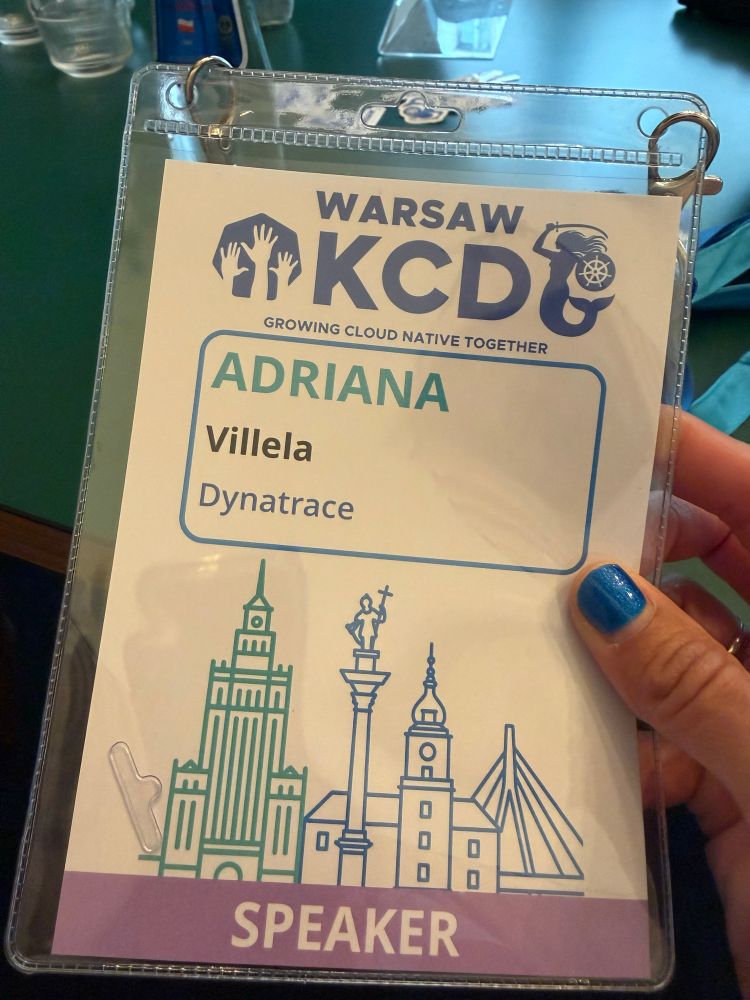 WARSAW
KCD
GROWING CLOUD NATIVE TOGETHER
ADRIANA
Villela
Dynatrace
SPEAKER